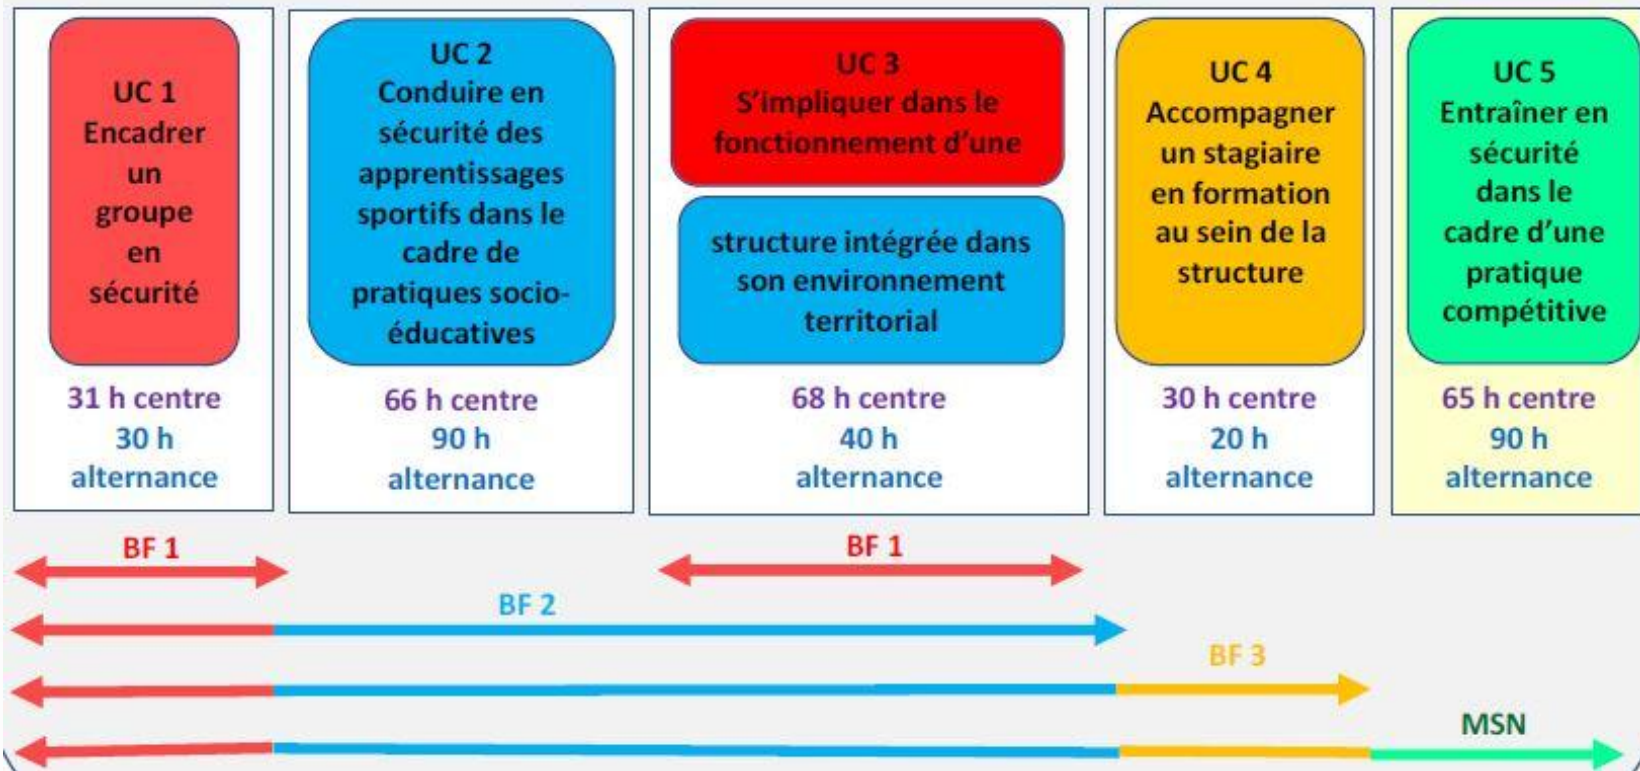 UC 1
Encadrer
un
groupe
en
sécurité
31 h centre
30 h
alternance
UC 2
Conduire en
sécurité des
apprentissages
sportifs dans le
cadre de
pratiques socio-
éducatives
66 h centre
90 h
alternance
UC 3
S'impliquer dans le
fonctionnement d'une
structure intégrée dans
son environnement
territorial
68 h centre
40 h
alternance
UC 4
Accompagner
un stagiaire
en formation
au sein de la
structure
30 h centre
20 h
alternance
UC 5
Entraîner en
sécurité
dans le
cadre d'une
pratique
compétitive
65 h centre
90 h
alternance
BF 1
BF 1
BF 2
BF 3
MSN